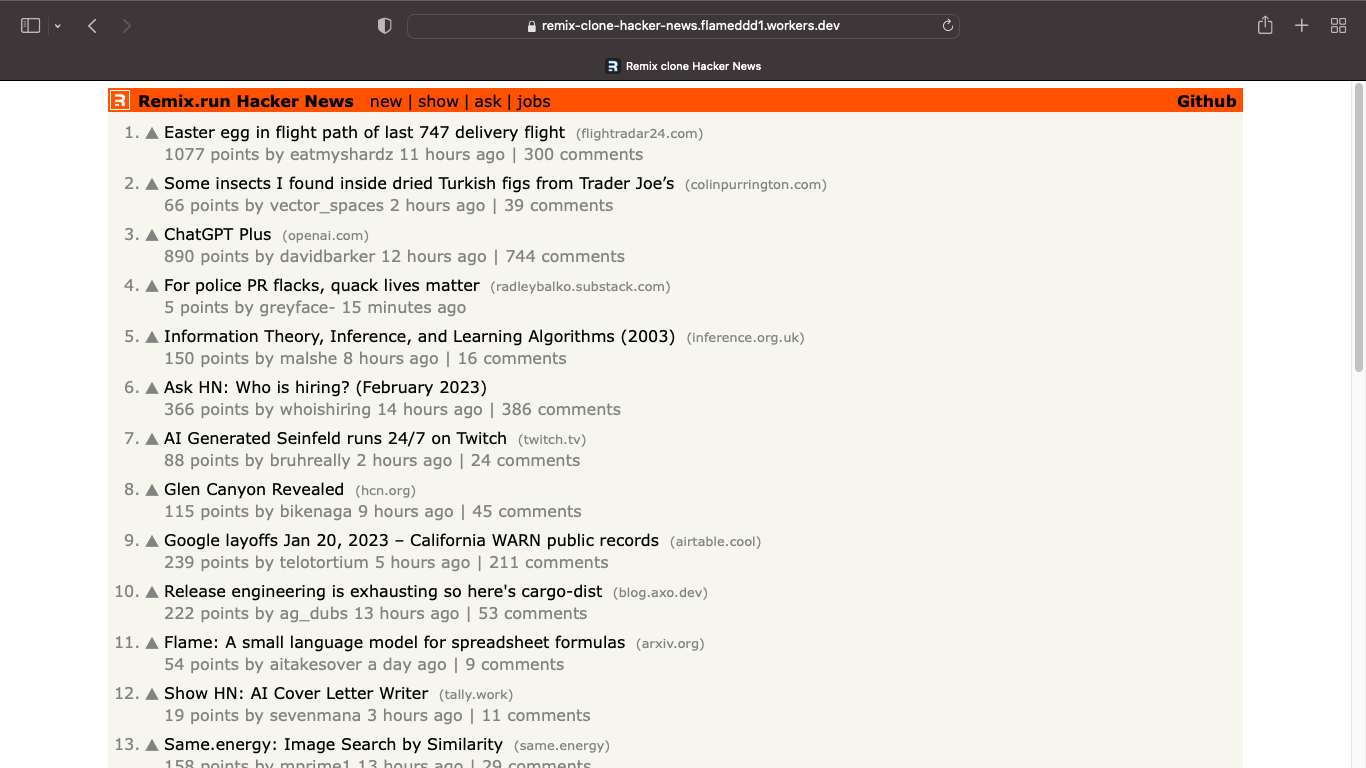 remix-clone-hacker-news.flameddd1.workers.dev
Remix clone Hacker News
Remix.run Hacker News new | show | ask | jobs Github
1. Easter egg in flight path of last 747 delivery flight (flightradar24.com)
1077 points by eatmyshardz 11 hours ago | 300 comments
2. Some insects I found inside dried Turkish figs from Trader Joe’s (colinpurrington.com)
66 points by vector_spaces 2 hours ago | 39 comments
3. ChatGPT Plus (openai.com)
890 points by davidbarker 12 hours ago | 744 comments
4. For police PR flacks, quack lives matter (radleybalko.substack.com)
5 points by greyface- 15 minutes ago
5. Information Theory, Inference, and Learning Algorithms (2003) (inference.org.uk)
150 points by malshe 8 hours ago | 16 comments
6. Ask HN: Who is hiring? (February 2023)
366 points by whoishiring 14 hours ago | 386 comments
7. AI Generated Seinfeld runs 24/7 on Twitch (twitch.tv)
88 points by bruhreally 2 hours ago | 24 comments
8. Glen Canyon Revealed (hcn.org)
115 points by bikenaga 9 hours ago | 45 comments
9. Google layoffs Jan 20, 2023 – California WARN public records (airtable.cool)
239 points by telotortium 5 hours ago | 211 comments
10. Release engineering is exhausting so here's cargo-dist (blog.axo.dev)
222 points by ag_dubs 13 hours ago | 53 comments
11. Flame: A small language model for spreadsheet formulas (arxiv.org)
54 points by aitakesover a day ago | 9 comments
12. Show HN: AI Cover Letter Writer (tally.work)
19 points by sevenmana 3 hours ago | 11 comments
13. Same.energy: Image Search by Similarity (same.energy)
158 points by mprime1 13 hours ago | 29 comments